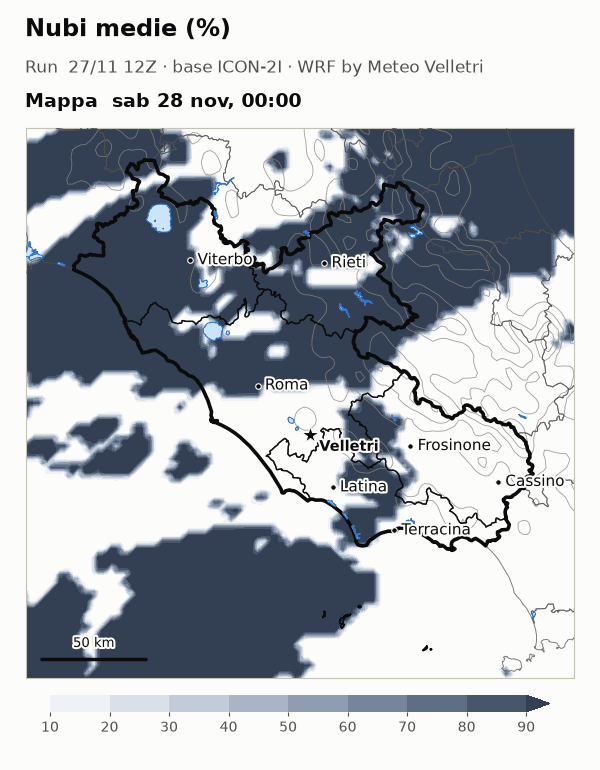 Nubi medie (%)
Run  27/11 12Z · base ICON-2I · WRF by Meteo Velletri
Mappa  sab 28 nov, 00:00
Viterbo
Rieti
Roma
Velletri
Frosinone
Latina
Cassino
Terracina
50 km
10 20 30 40 50 60 70 80 90